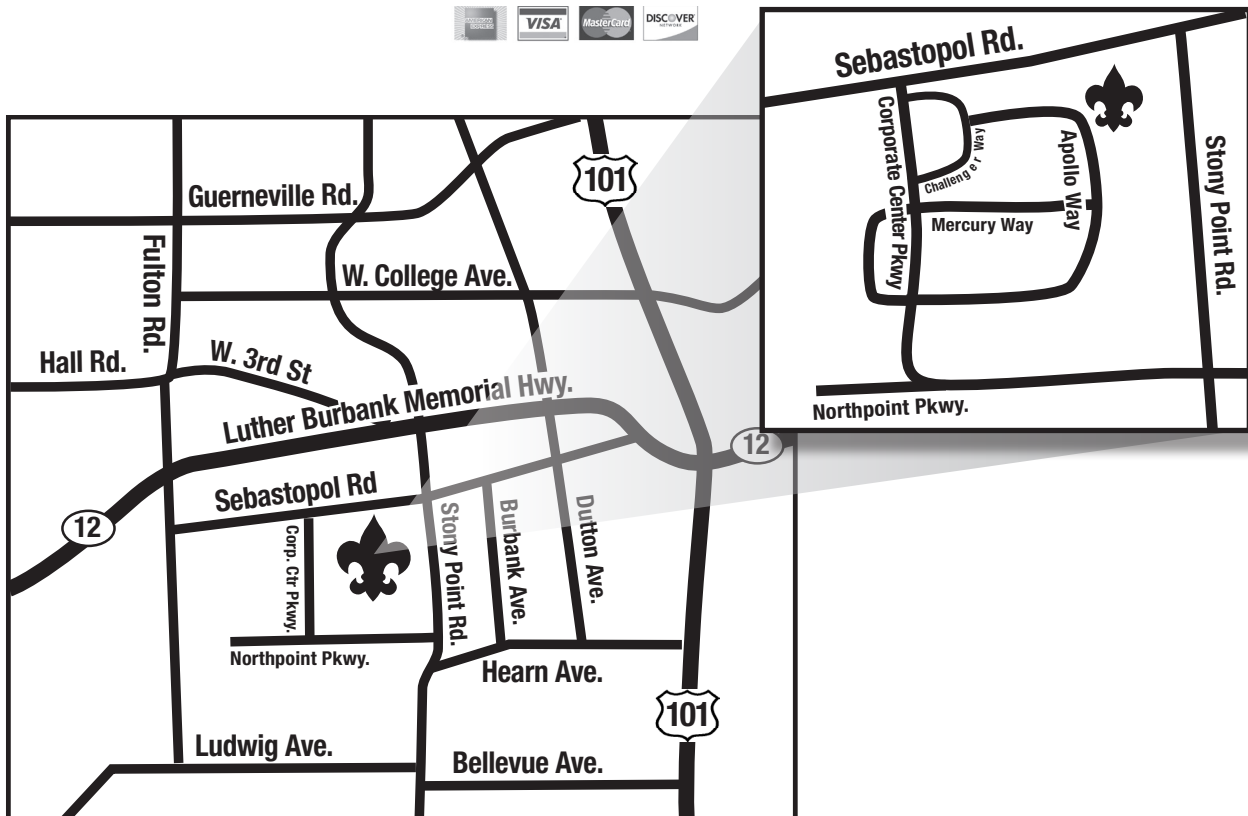 AMERICAN EXPRESS
VISA
MasterCard
DISCOVER
NETWORK
Sebastopol Rd.
Corporate Center Pkwy
Challenger Way
Apollo Way
Mercury Way
Stony Point Rd.
Northpoint Pkwy.
101
Guerneville Rd.
Fulton Rd.
W. College Ave.
Hall Rd.
W. 3rd St
Luther Burbank Memorial Hwy.
12
Sebastopol Rd
12
Corp. Ctr Pkwy.
Stony Point Rd.
Burbank Ave.
Dutton Ave.
Northpoint Pkwy.
Hearn Ave.
101
Ludwig Ave.
Bellevue Ave.